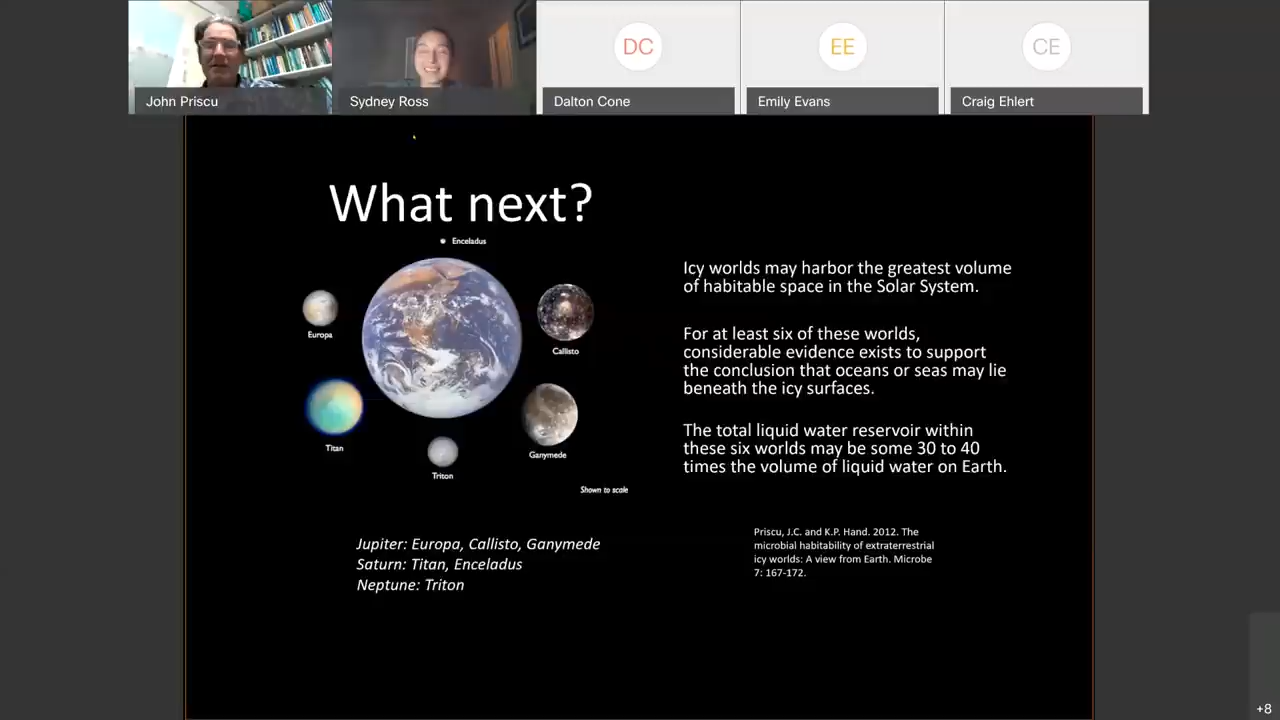 John Priscu
Sydney Ross
DC
Dalton Cone
EE
Emily Evans
CE
Craig Ehlert
What next?
Enceladus
Europa
Callisto
Titan
Ganymede
Triton
Shown to scale
Icy worlds may harbor the greatest volume
of habitable space in the Solar System.
For at least six of these worlds,
considerable evidence exists to support
the conclusion that oceans or seas may lie
beneath the icy surfaces.
The total liquid water reservoir within
these six worlds may be some 30 to 40
times the volume of liquid water on Earth.
Jupiter: Europa, Callisto, Ganymede
Saturn: Titan, Enceladus
Neptune: Triton
Priscu, J.C. and K.P. Hand. 2012. The
microbial habitability of extraterrestrial
icy worlds: A view from Earth. Microbe
7: 167-172.
+8